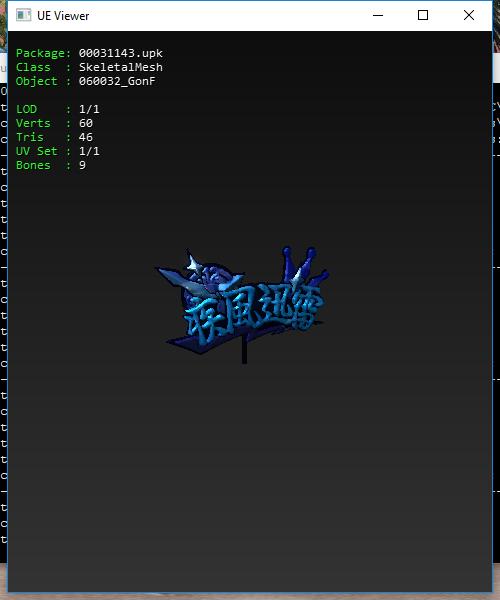 UE Viewer
Package: 00031143.upk
Class : SkeletalMesh
Object : 060032_GonF
LOD : 1/1
Verts : 60
Tris : 46
UV Set : 1/1
Bones : 9
疾風迅雷